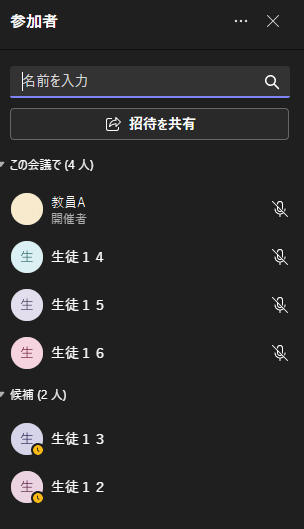 参加者
名前を入力
招待を共有
この会議で (4 人)
教員A
開催者
生
生徒１４
生
生徒１５
生
生徒１６
候補 (2 人)
生
生徒１３
生
生徒１２